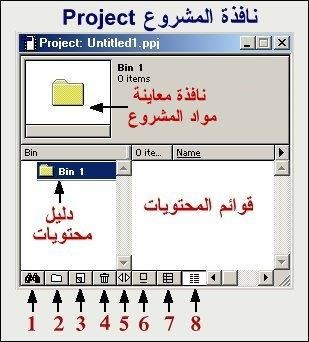 نافذة المشروع Project
Project: Untitled1.ppj
Bin 1
0 items
نافذة معاينة
مواد المشروع
Bin
0 ite...
Name
Bin 1
دليل
محتويات
قوائم المحتويات
1 2 3 4 5 6 7 8